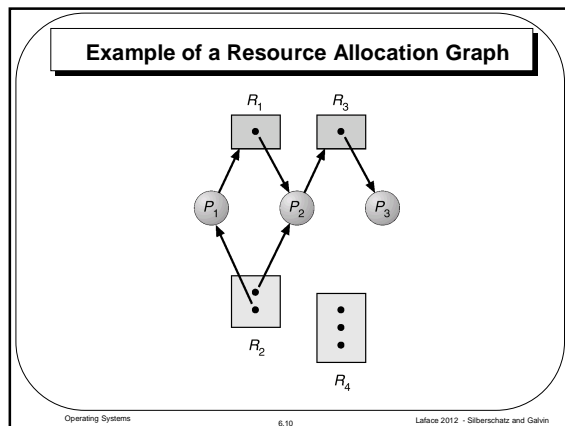 Example of a Resource Allocation Graph
R1 R3
P1 P2 P3
R2
R4
Operating Systems 6.10 Laface 2012 - Silberschatz and Galvin